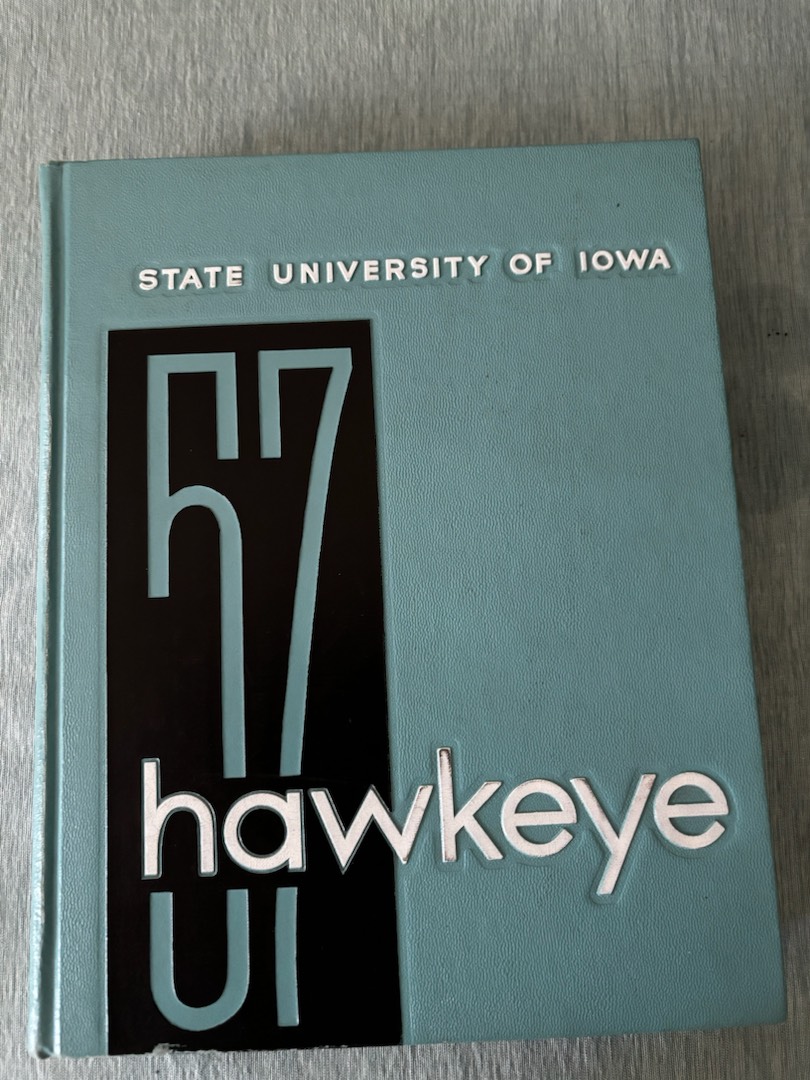 STATE UNIVERSITY OF IOWA
57
hawkeye